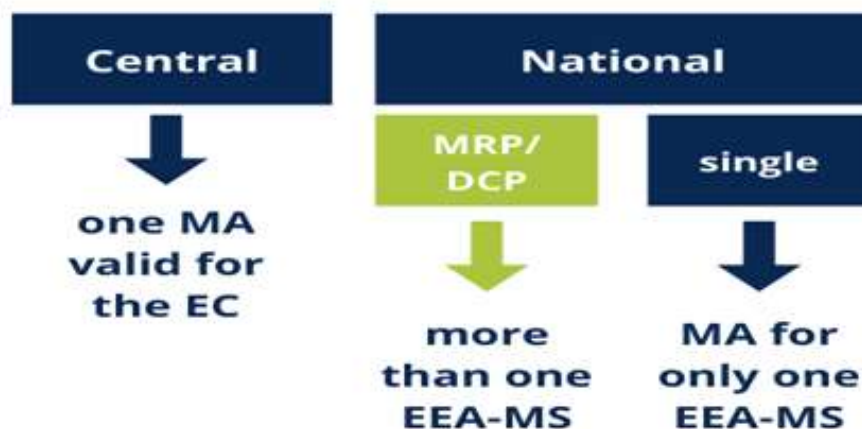 Central
National
MRP/
DCP
single
one MA
valid for
the EC
more
than one
EEA-MS
MA for
only one
EEA-MS